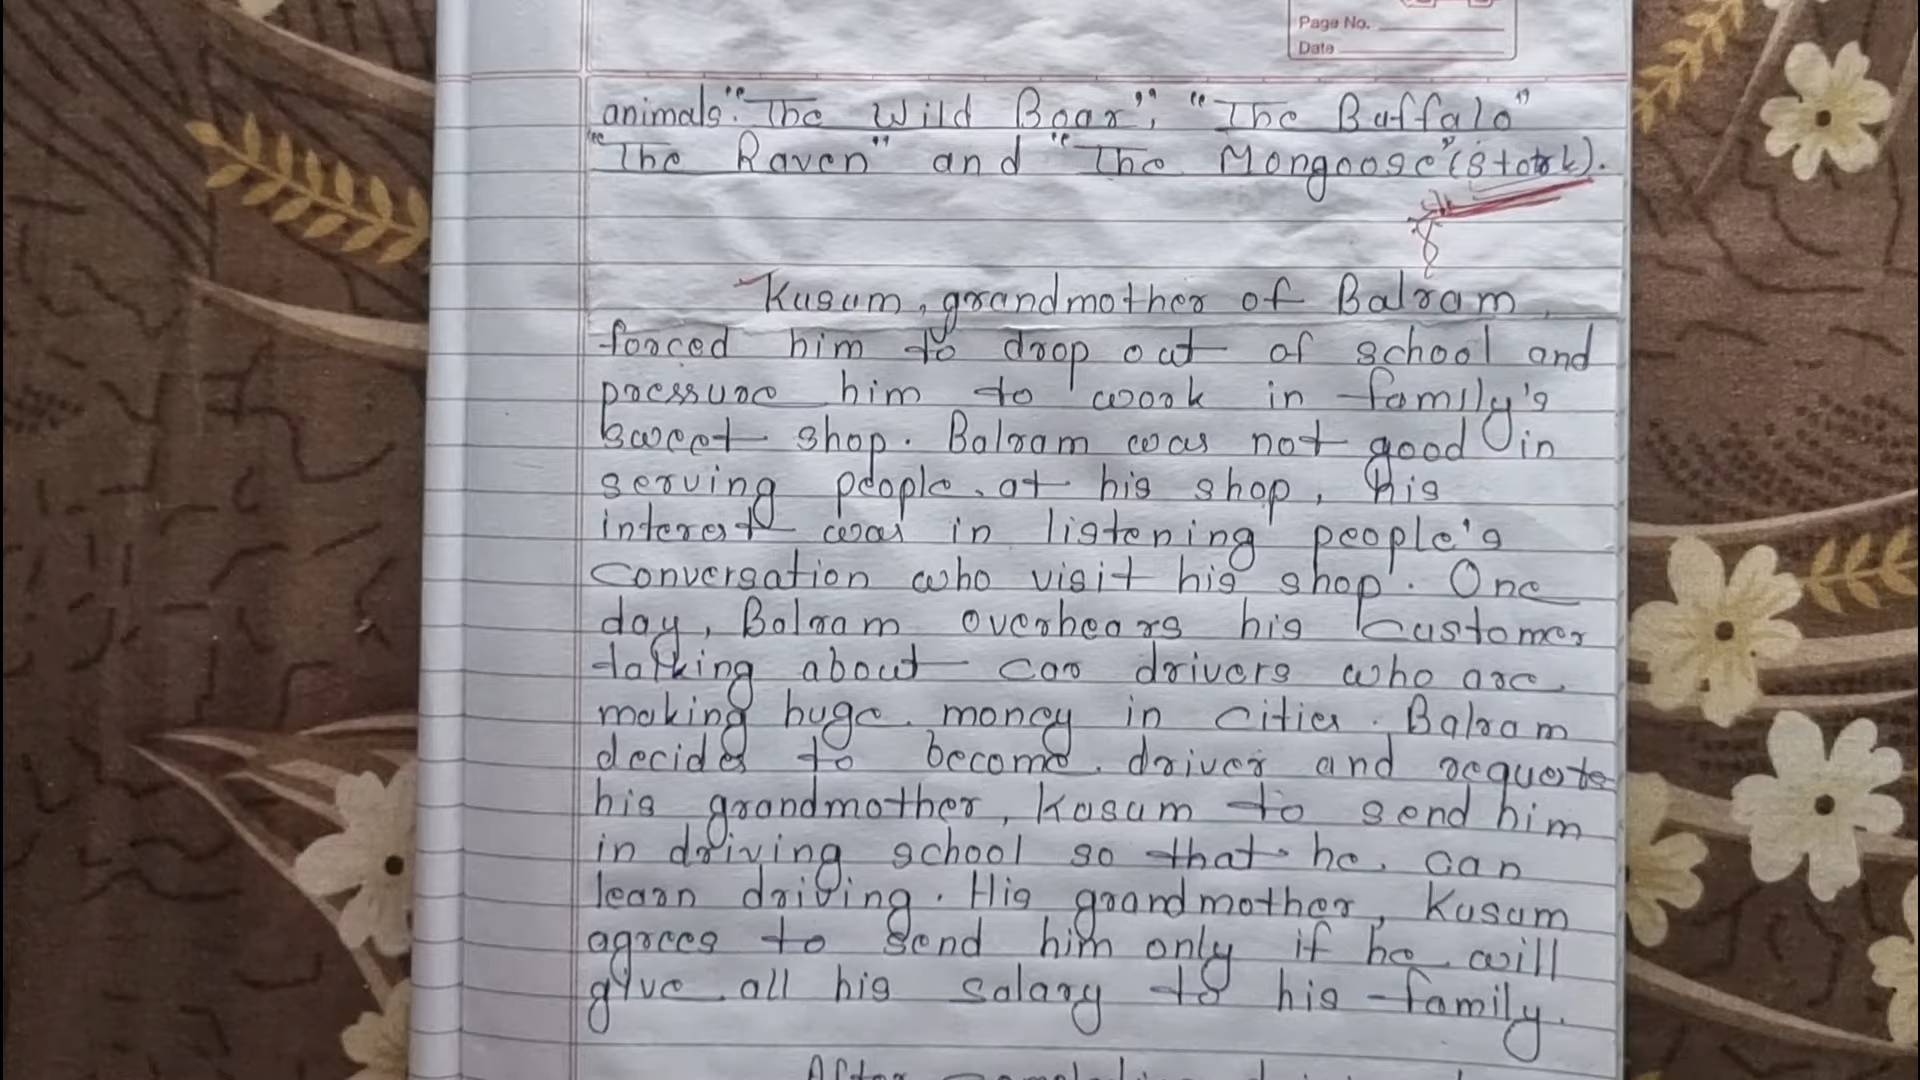 Page No.
Date
animals. "The Wild Boar", "The Buffalo"
"The Raven" and "The Mongoose" (Stork).
Kusum, grandmother of Balram
forced him to drop out of school and
pressure him to work in family's
sweet shop. Balram was not good in
serving people at his shop, his
interest was in listening people's
conversation who visit his shop. One
day, Balram overhears his customer
talking about car drivers who are
making huge money in cities. Balram
decides to become driver and requests
his grandmother, Kusum to send him
in driving school so that he can
learn driving. His grandmother, Kusum
agrees to send him only if he will
give all his salary to his family.
After completing